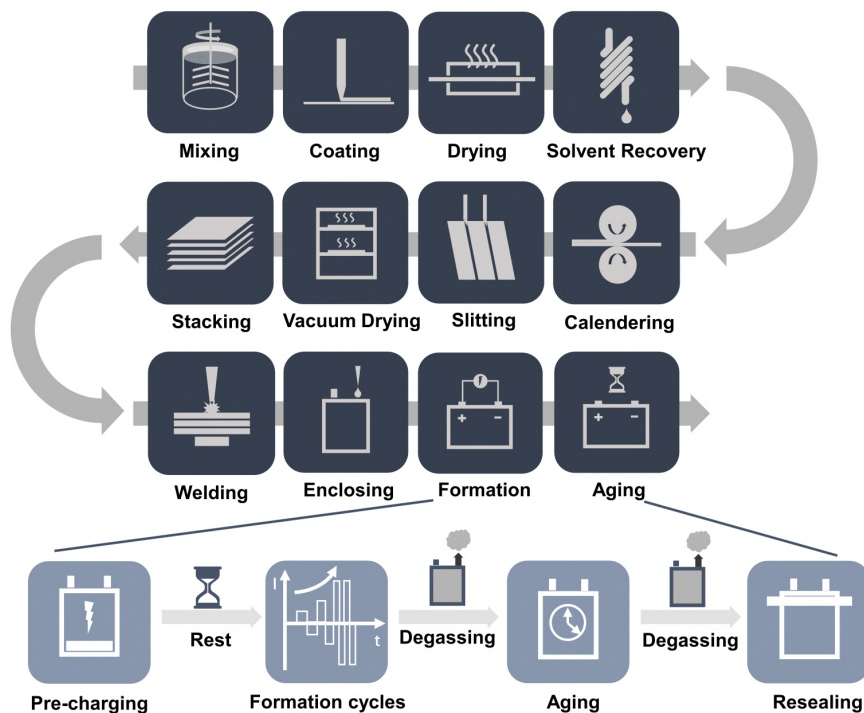 Mixing
Coating
Drying
Solvent Recovery
Stacking
Vacuum Drying
Slitting
Calendering
+ -
+ -
Welding
Enclosing
Formation
Aging
I
t
Rest
Degassing
Degassing
Pre-charging
Formation cycles
Aging
Resealing